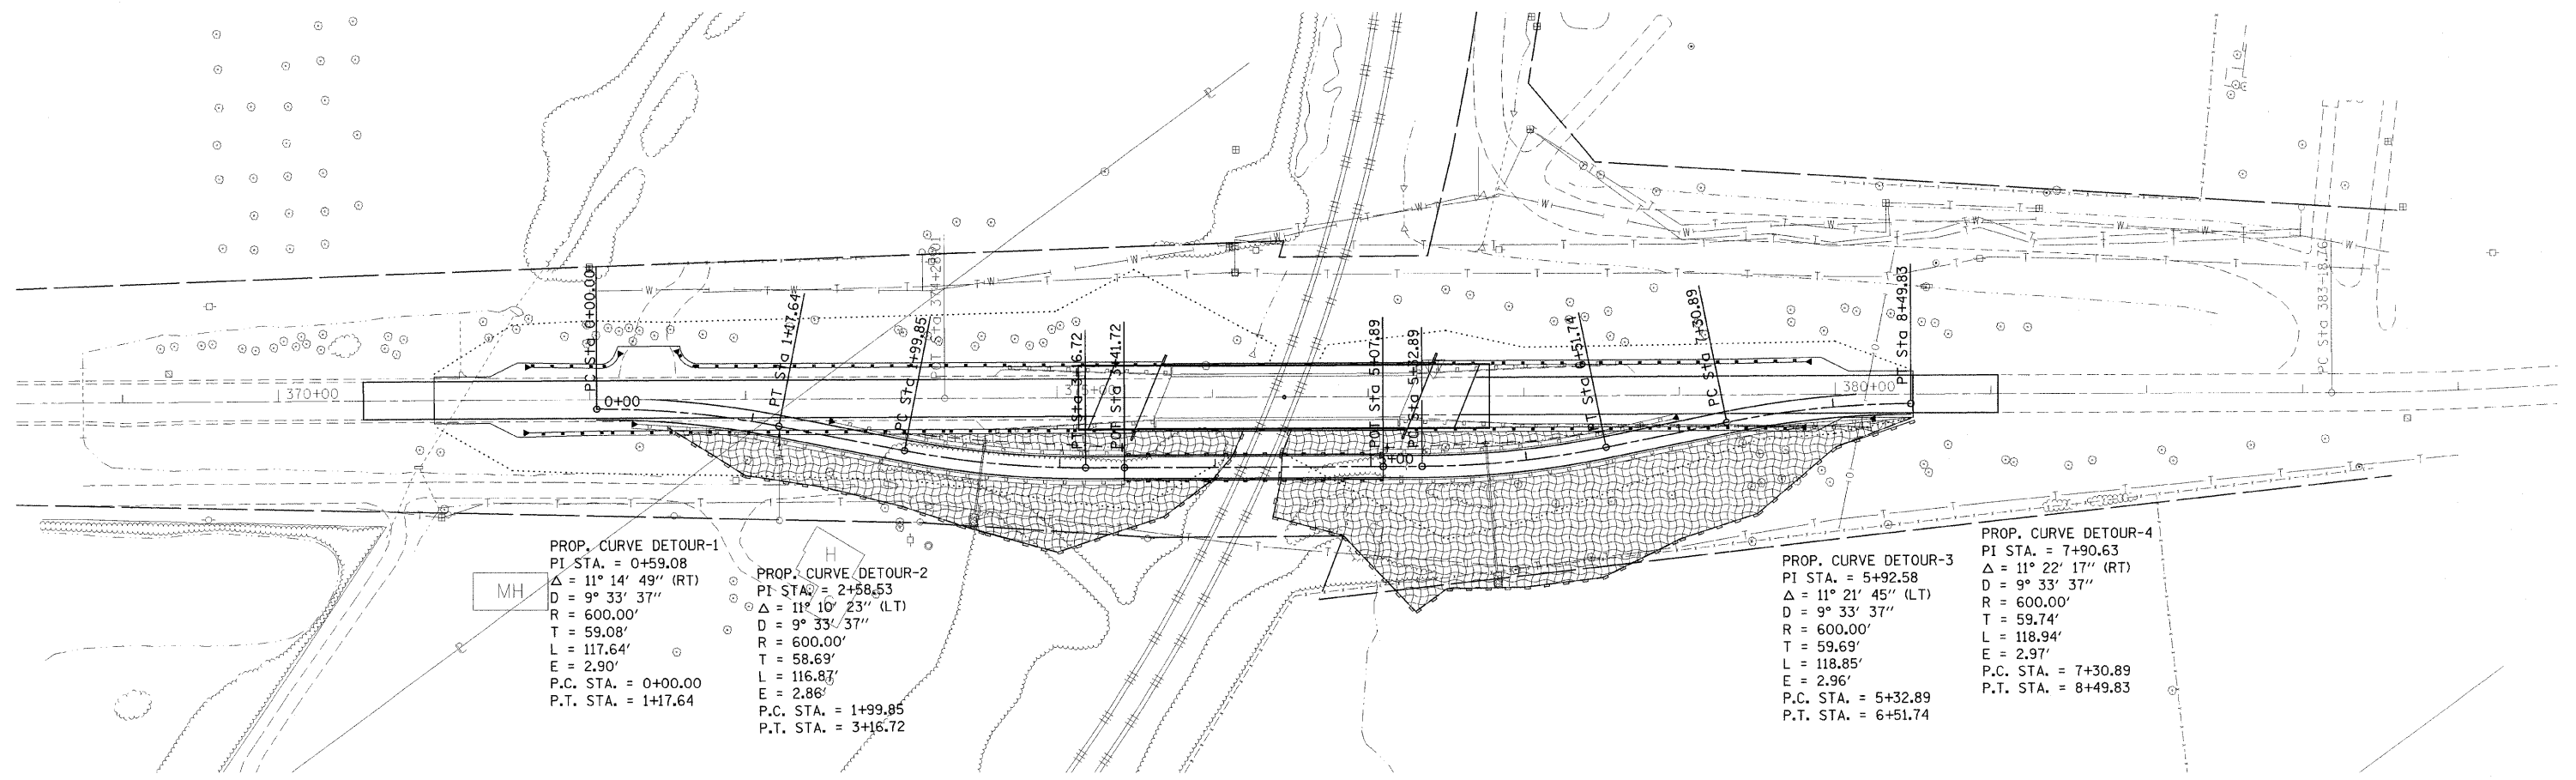 PC Sta 0+00.00
PT Sta 1+17.64
PC Sta 1+99.85
PT Sta 3+16.72
POT Sta 3+41.72
POT Sta 5+07.89
PC Sta 5+32.89
PT Sta 6+51.74
PC Sta 7+30.89
PT Sta 8+49.83
370+00
380+00
0+00
PROP. CURVE DETOUR-1
PI STA. = 0+59.08
Δ = 11° 14' 49" (RT)
D = 9° 33' 37"
R = 600.00'
T = 59.08'
L = 117.64'
E = 2.90'
P.C. STA. = 0+00.00
P.T. STA. = 1+17.64
MH
H
PROP. CURVE DETOUR-2
PI STA. = 2+58.53
Δ = 11° 10' 23" (LT)
D = 9° 33' 37"
R = 600.00'
T = 58.69'
L = 116.87'
E = 2.86'
P.C. STA. = 1+99.85
P.T. STA. = 3+16.72
PROP. CURVE DETOUR-3
PI STA. = 5+92.58
Δ = 11° 21' 45" (LT)
D = 9° 33' 37"
R = 600.00'
T = 59.69'
L = 118.85'
E = 2.96'
P.C. STA. = 5+32.89
P.T. STA. = 6+51.74
PROP. CURVE DETOUR-4
PI STA. = 7+90.63
Δ = 11° 22' 17" (RT)
D = 9° 33' 37"
R = 600.00'
T = 59.74'
L = 118.94'
E = 2.97'
P.C. STA. = 7+30.89
P.T. STA. = 8+49.83